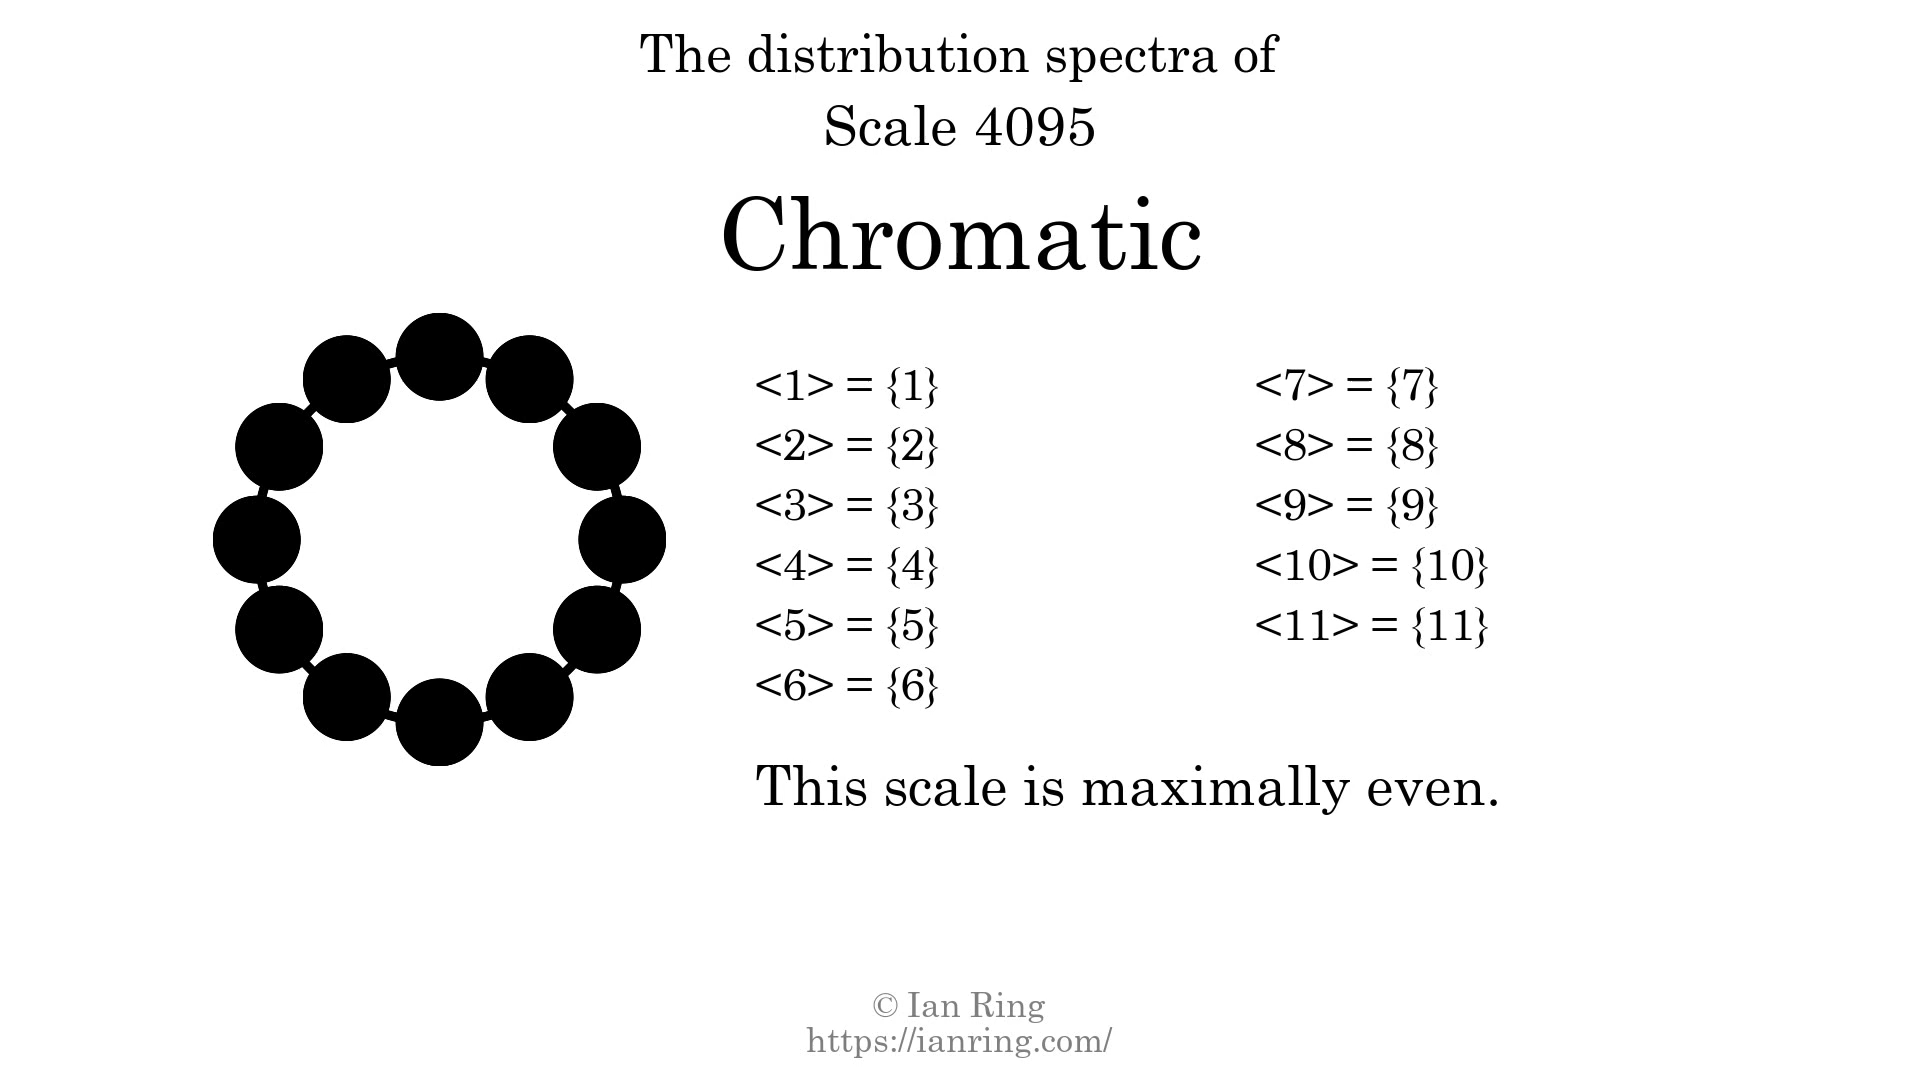 The distribution spectra of
Scale 4095
Chromatic
<1> = {1}
<2> = {2}
<3> = {3}
<4> = {4}
<5> = {5}
<6> = {6}
<7> = {7}
<8> = {8}
<9> = {9}
<10> = {10}
<11> = {11}
This scale is maximally even.
© Ian Ring
https://ianring.com/